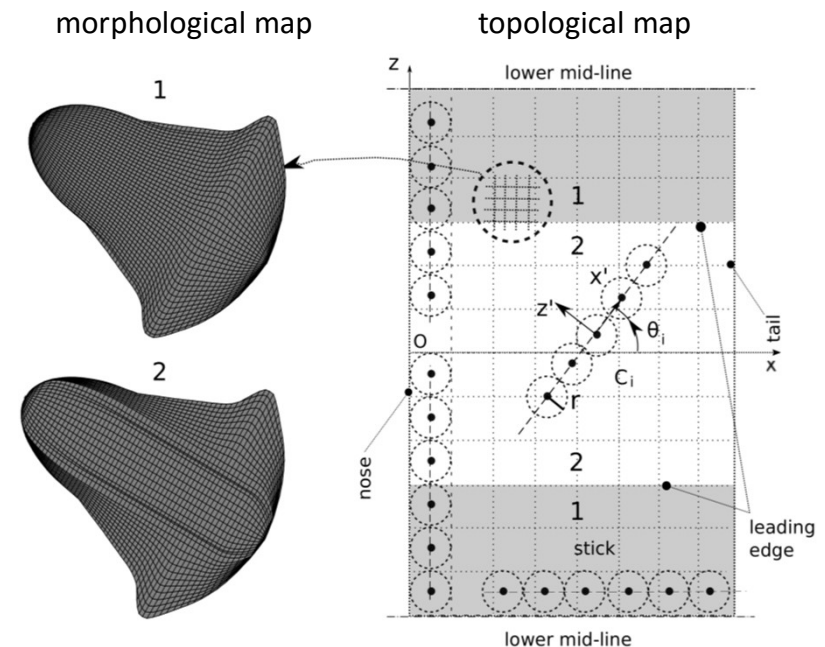 morphological map
topological map
1
z
lower mid-line
1
2
x'
z'
θi
O
x
tail
Ci
r
2
nose
2
1
stick
leading
edge
lower mid-line